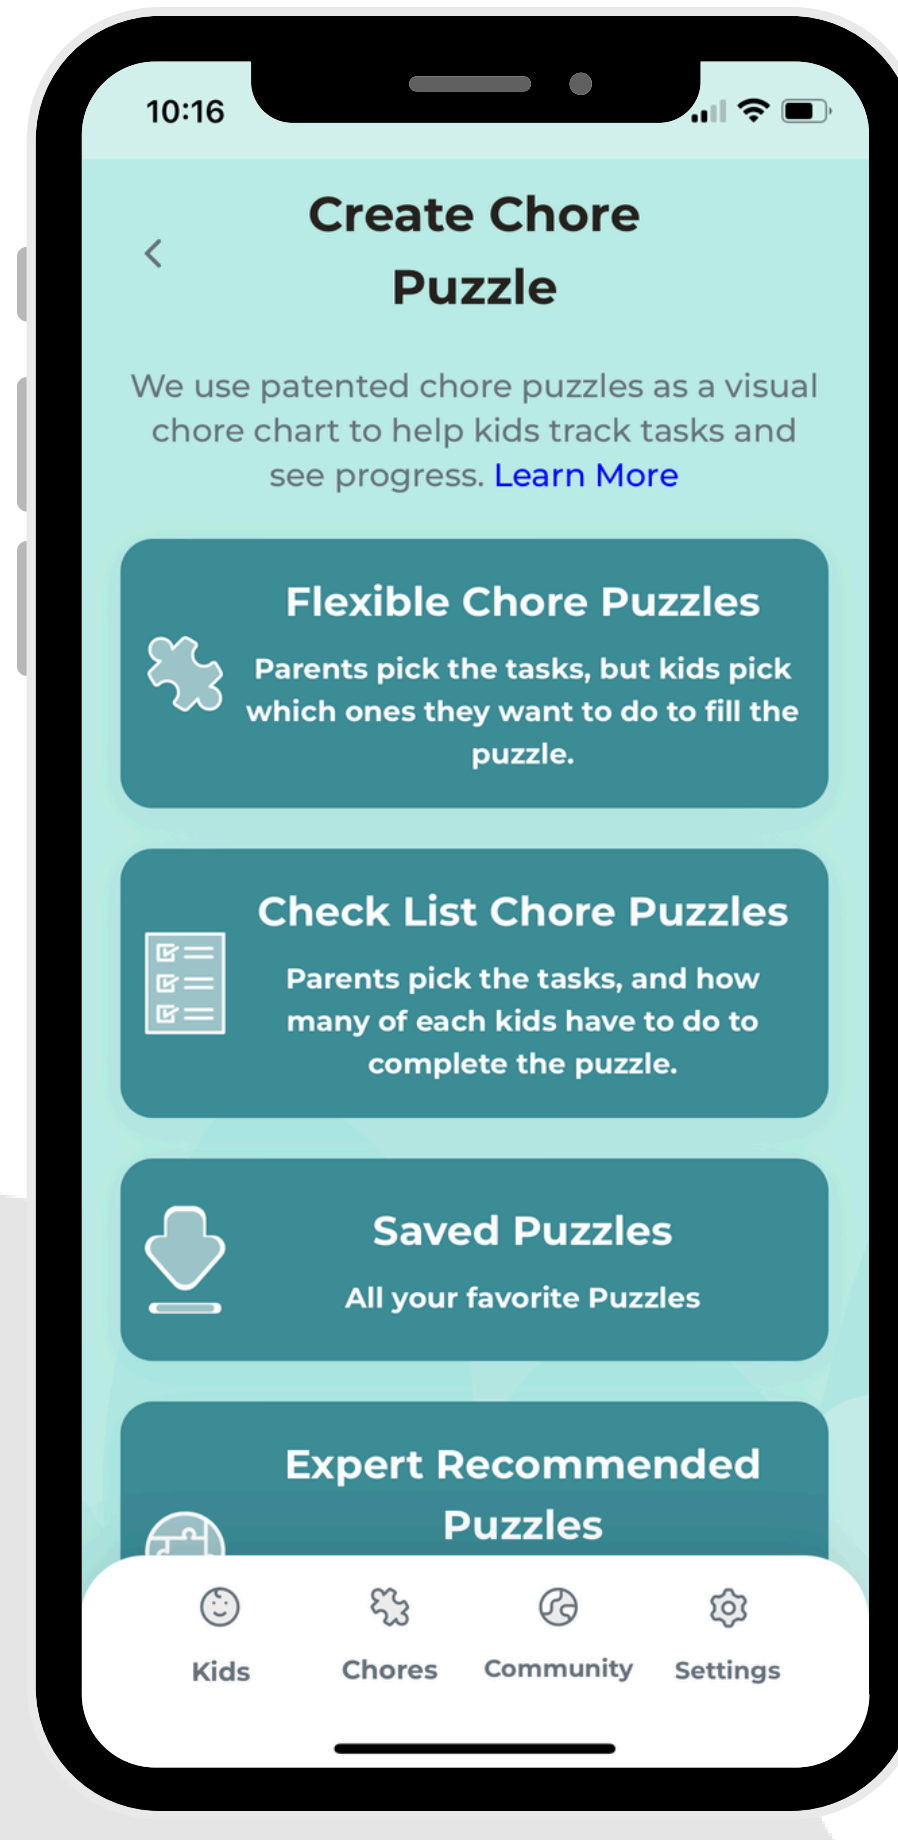 10:16
Create Chore
Puzzle
We use patented chore puzzles as a visual
chore chart to help kids track tasks and
see progress. Learn More
Flexible Chore Puzzles
Parents pick the tasks, but kids pick
which ones they want to do to fill the
puzzle.
Check List Chore Puzzles
Parents pick the tasks, and how
many of each kids have to do to
complete the puzzle.
Saved Puzzles
All your favorite Puzzles
Expert Recommended
Puzzles
Kids Chores Community Settings